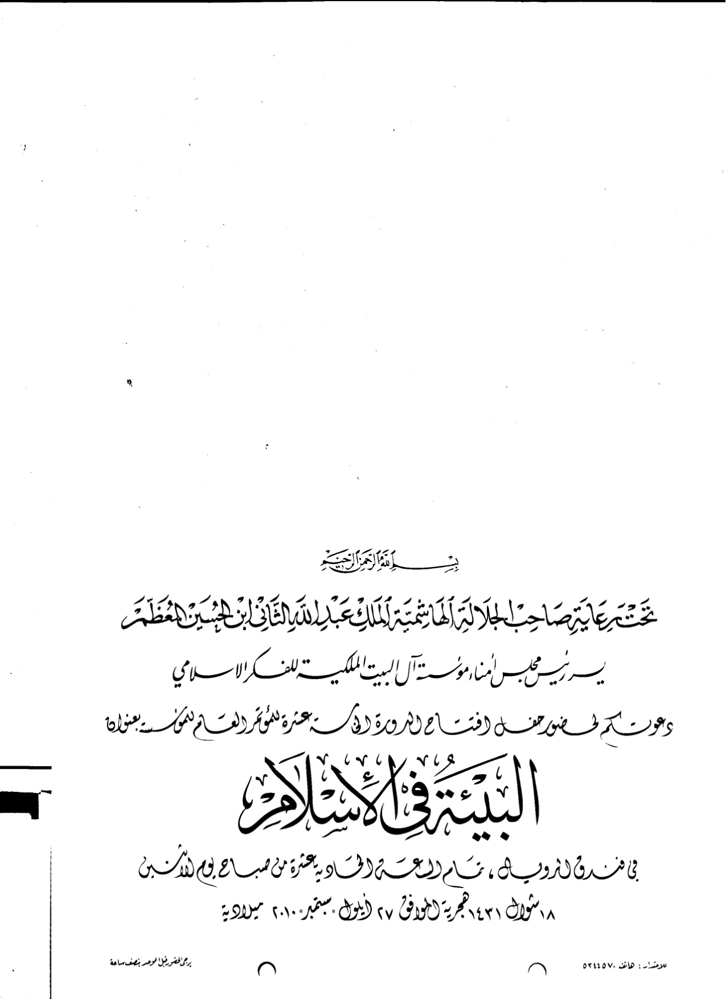 بسم الله الرحمن الرحيم
تحت رعاية صاحب الجلالة الهاشمية الملك عبد الله الثاني ابن الحسين المعظم
يسر رئيس مجلس أمناء مؤسسة آل البيت الملكية للفكر الاسلامي
دعوتكم لحضور حفل افتتاح الدورة الخامسة عشرة للمؤتمر العام للمؤسسة بعنوان
البيئة في الإسلام
في فندق الرويال، تمام الساعة الحادية عشرة من صباح يوم الاثنين
١٨ شوال ١٤٣١ هجرية الموافق ٢٧ أيلول "سبتمبر" ٢٠١٠ ميلادية
للاعتذار: هاتف ٥٣٤٤٥٧٠
يرجى الحضور قبل الموعد بنصف ساعة